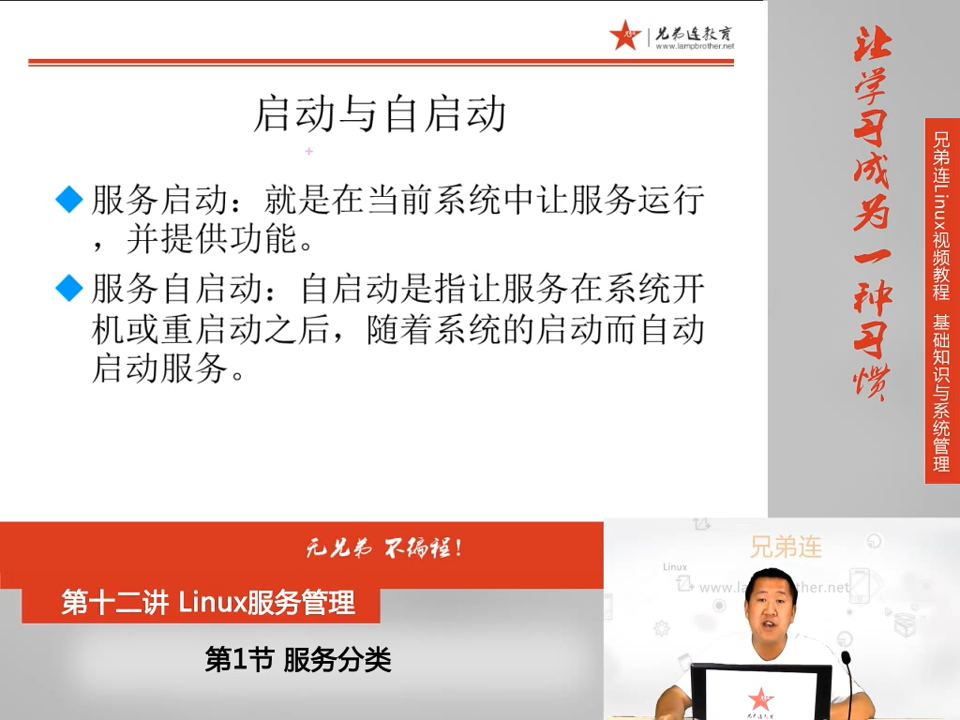 兄弟连教育
www.lampbrother.net
启动与自启动
服务启动：就是在当前系统中让服务运行
，并提供功能。
服务自启动：自启动是指让服务在系统开
机或重启动之后，随着系统的启动而自动
启动服务。
让学习成为一种习惯
兄弟连Linux视频教程 基础知识与系统管理
无兄弟 不编程！
第十二讲 Linux服务管理
第1节 服务分类
兄弟连
Linux
兄弟连教育